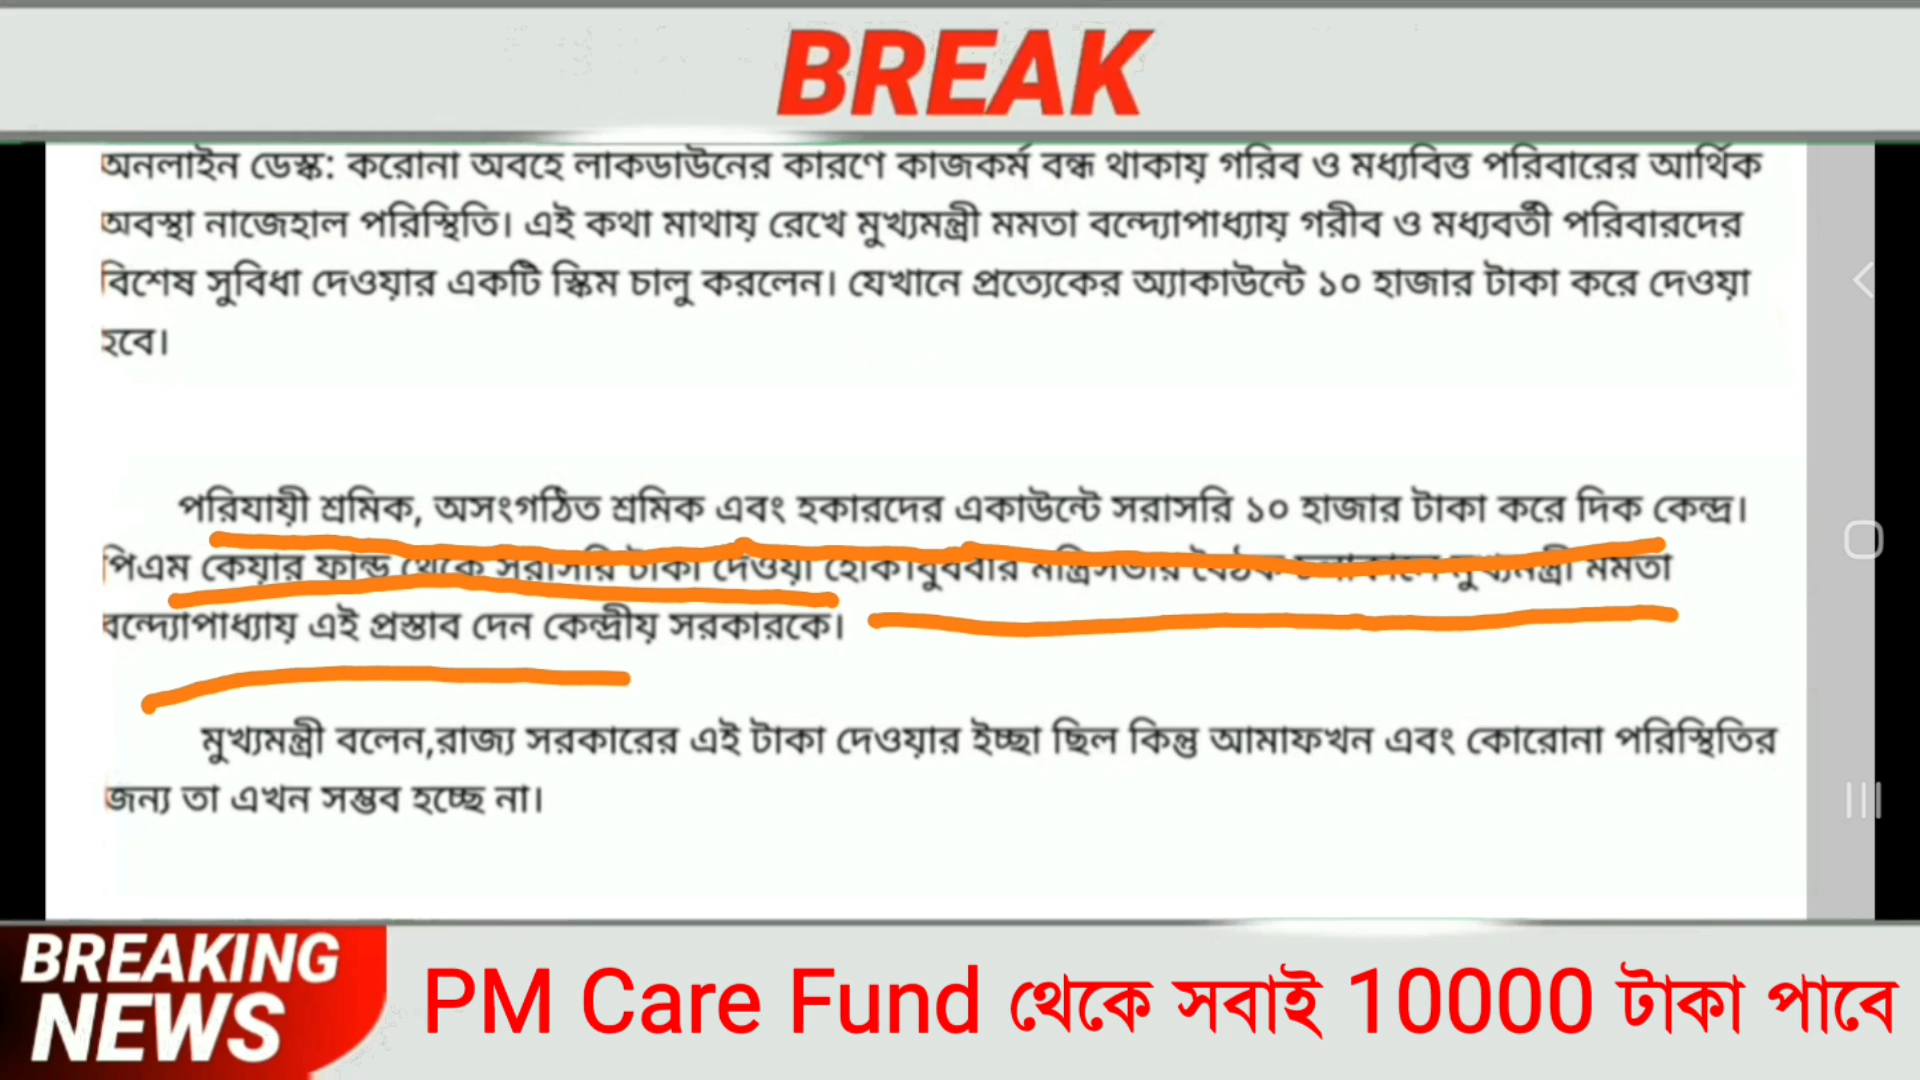 BREAK
অনলাইন ডেস্ক: করোনা অবহে লাকডাউনের কারণে কাজকর্ম বন্ধ থাকায় গরিব ও মধ্যবিত্ত পরিবারের আর্থিক
অবস্থা নাজেহাল পরিস্থিতি। এই কথা মাথায় রেখে মুখ্যমন্ত্রী মমতা বন্দ্যোপাধ্যায় গরীব ও মধ্যবর্তী পরিবারদের
বিশেষ সুবিধা দেওয়ার একটি স্কিম চালু করলেন। যেখানে প্রত্যেকের অ্যাকাউন্টে ১০ হাজার টাকা করে দেওয়া
হবে।
পরিযায়ী শ্রমিক, অসংগঠিত শ্রমিক এবং হকারদের একাউন্টে সরাসরি ১০ হাজার টাকা করে দিক কেন্দ্র।
পিএম কেয়ার ফান্ড থেকে সরাসরি টাকা দেওয়া হোক।বুধবার মন্ত্রিসভার বৈঠক চলাকালে মুখ্যমন্ত্রী মমতা
বন্দ্যোপাধ্যায় এই প্রস্তাব দেন কেন্দ্রীয় সরকারকে।
মুখ্যমন্ত্রী বলেন,রাজ্য সরকারের এই টাকা দেওয়ার ইচ্ছা ছিল কিন্তু আমাফখন এবং কোরোনা পরিস্থিতির
জন্য তা এখন সম্ভব হচ্ছে না।
BREAKING
NEWS
PM Care Fund থেকে সবাই 10000 টাকা পাবে